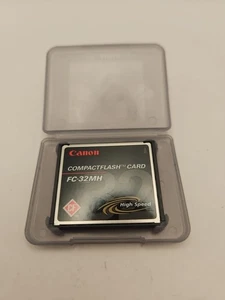 Canon
COMPACTFLASH™ CARD
FC-32MH
High Speed